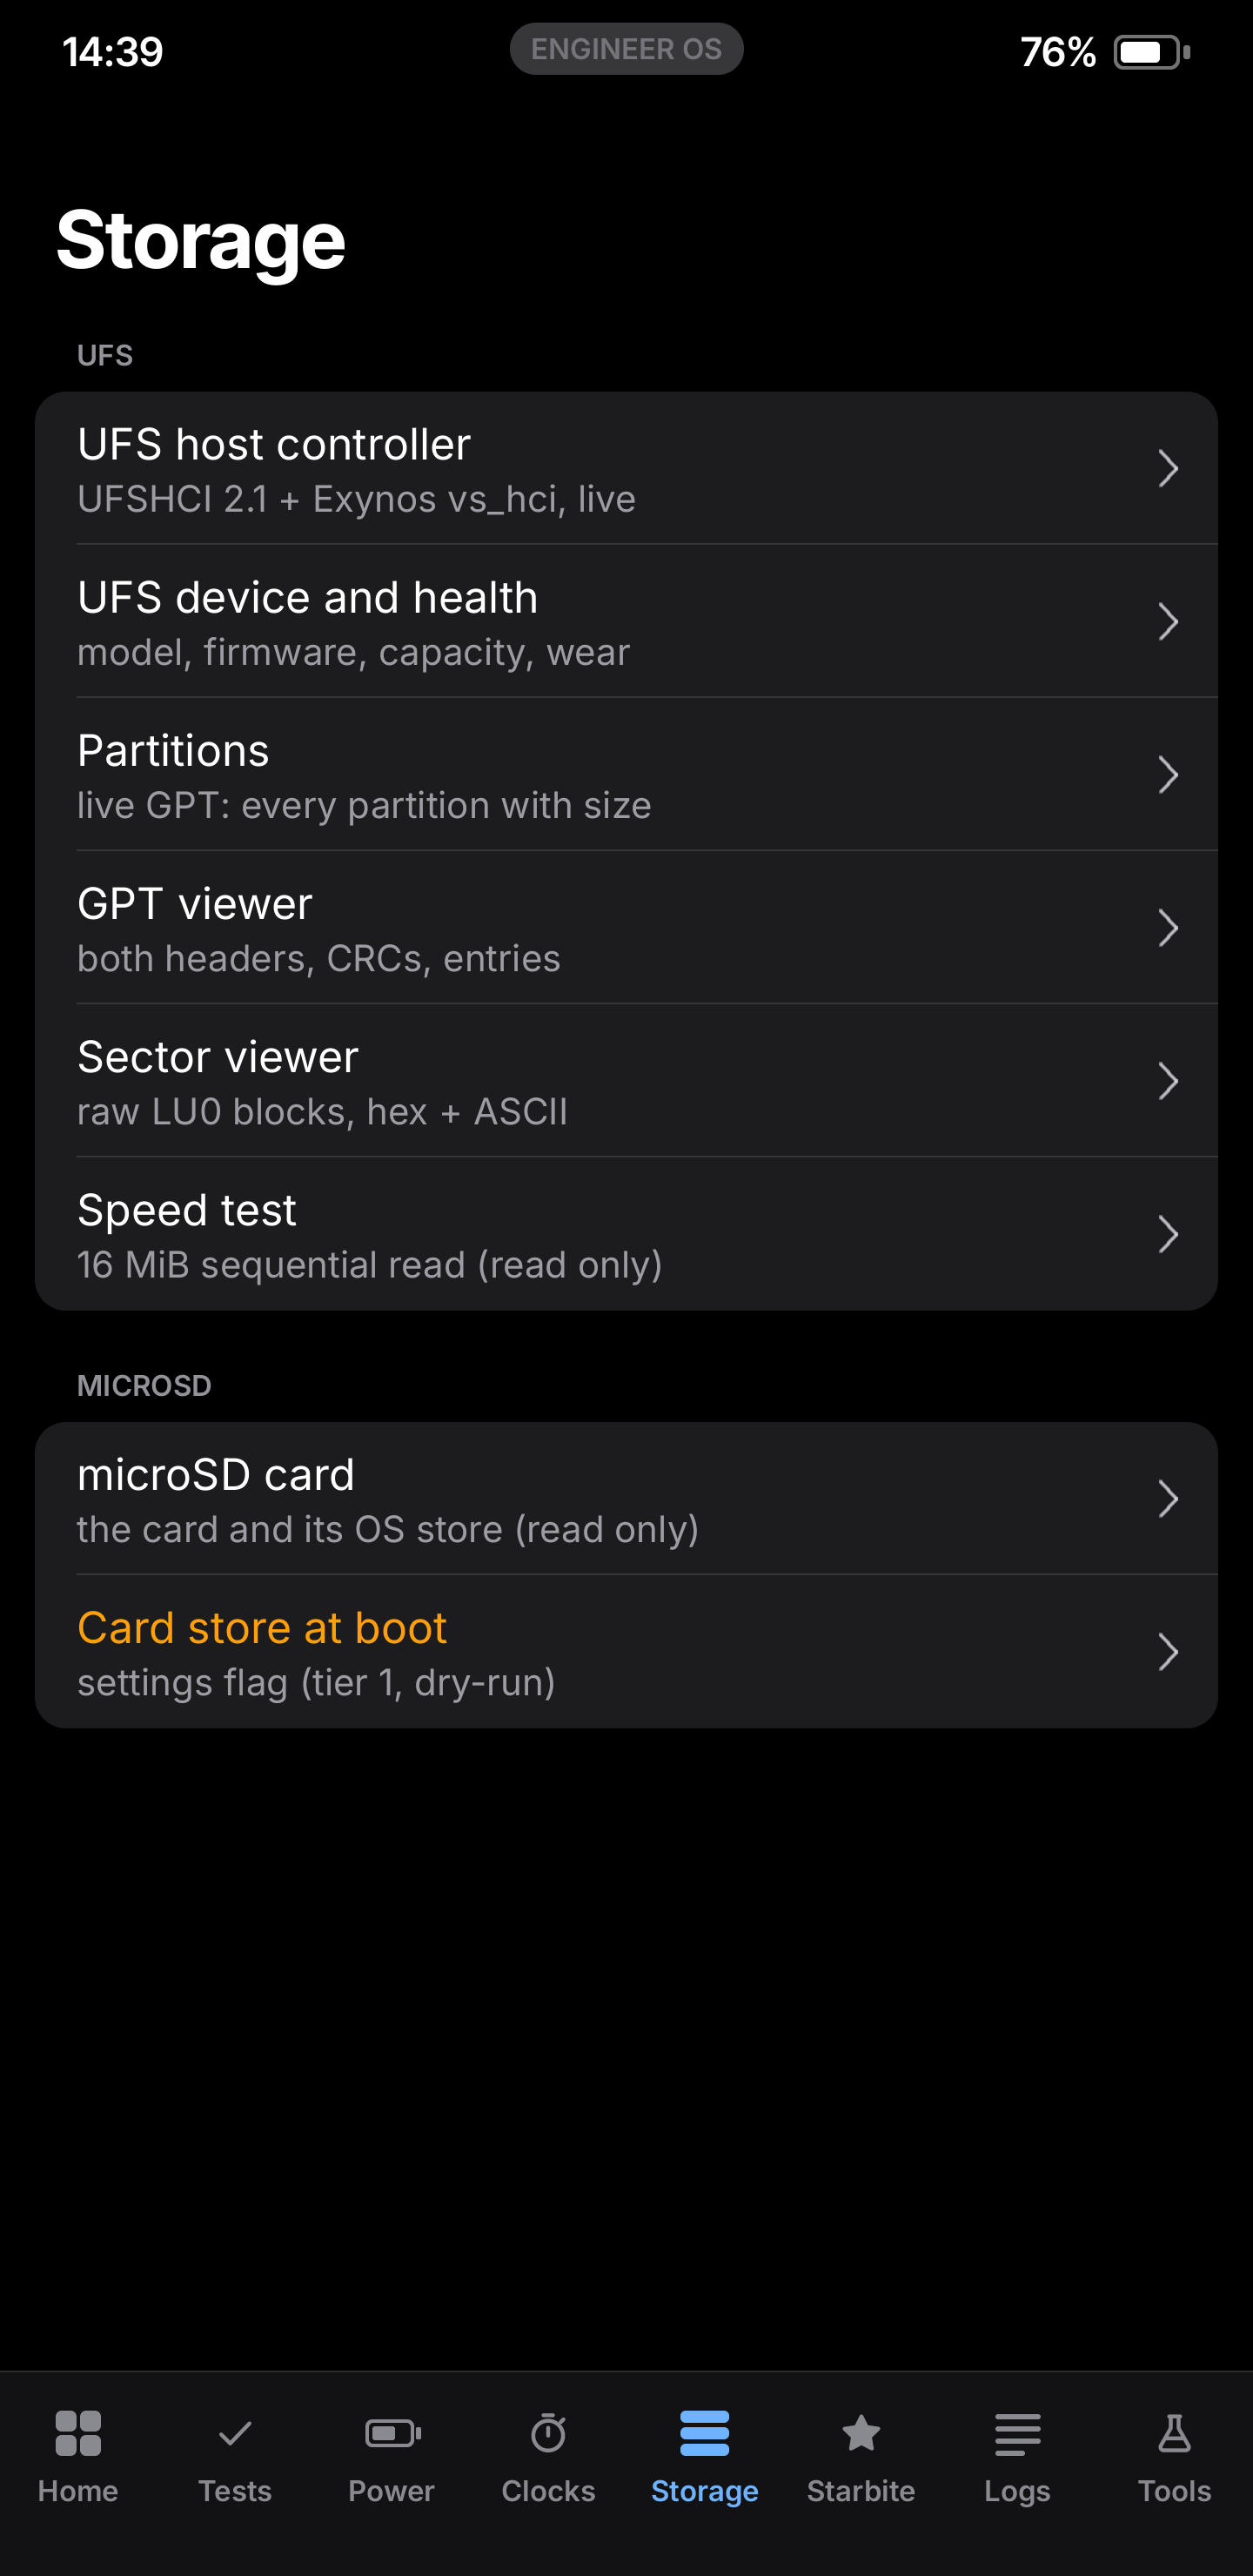 14:39
ENGINEER OS
76%
Storage
UFS
UFS host controller
UFSHCI 2.1 + Exynos vs_hci, live
UFS device and health
model, firmware, capacity, wear
Partitions
live GPT: every partition with size
GPT viewer
both headers, CRCs, entries
Sector viewer
raw LU0 blocks, hex + ASCII
Speed test
16 MiB sequential read (read only)
MICROSD
microSD card
the card and its OS store (read only)
Card store at boot
settings flag (tier 1, dry-run)
Home
Tests
Power
Clocks
Storage
Starbite
Logs
Tools